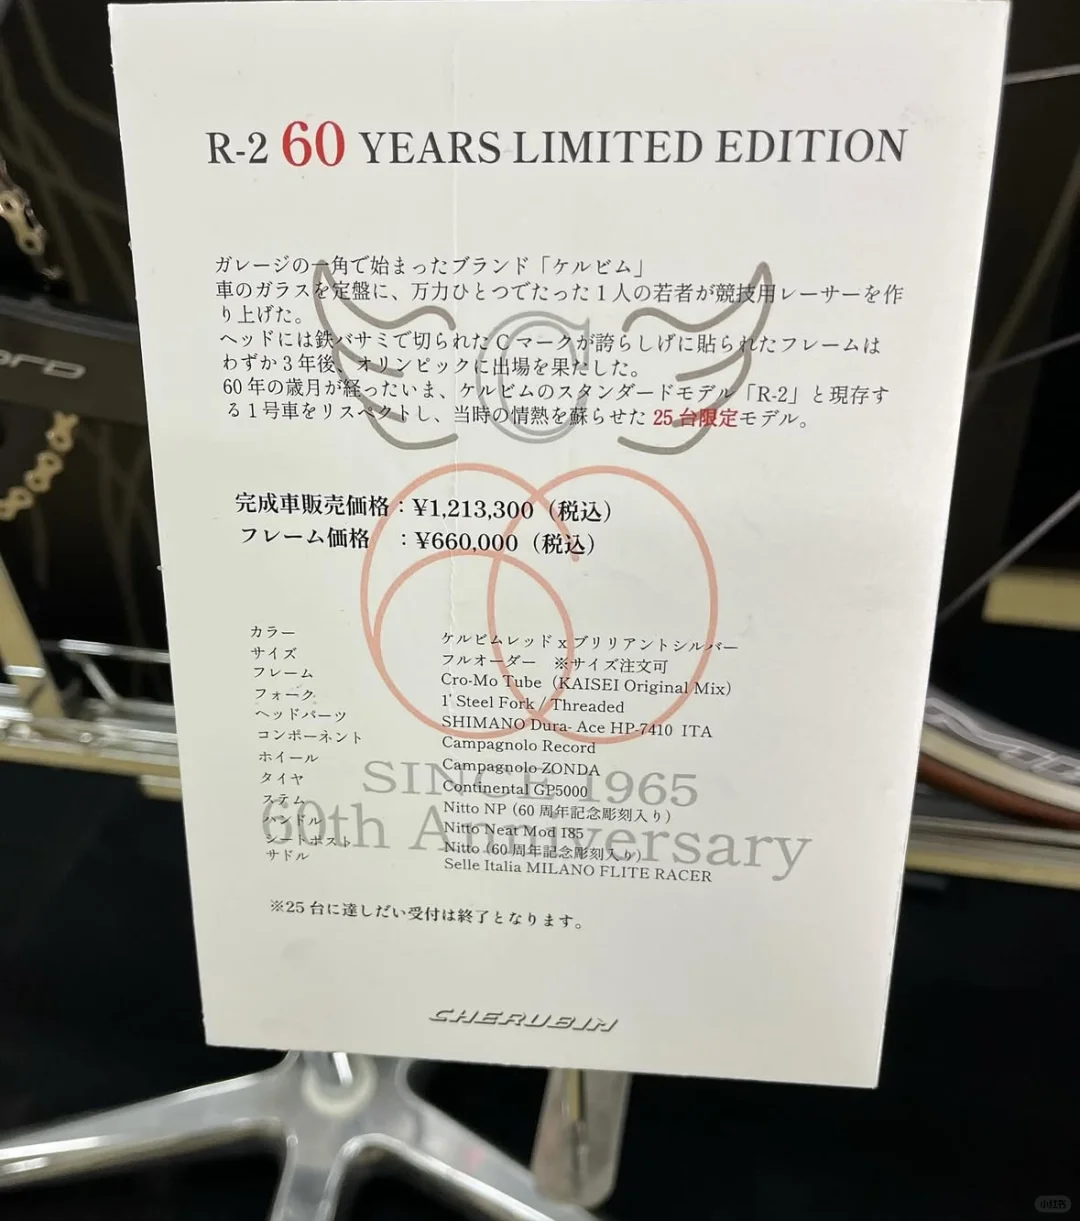 R-2 60 YEARS LIMITED EDITION
ガレージの一角で始まったブランド「ケルビム」
車のガラスを定盤に、万力ひとつでたった1人の若者が競技用レーサーを作
り上げた。
ヘッドには鉄バサミで切られたCマークが誇らしげに貼られたフレームは
わずか3年後、オリンピックに出場を果たした。
60年の歳月が経ったいま、ケルビムのスタンダードモデル「R-2」と現存す
る1号車をリスペクトし、当時の情熱を蘇らせた 25台限定モデル。
C
完成車販売価格：¥1,213,300（税込）
フレーム価格　：¥660,000（税込）
カラー ケルビムレッド x ブリリアントシルバー
サイズ フルオーダー　※サイズ注文可
フレーム Cro-Mo Tube（KAISEI Original Mix）
フォーク 1' Steel Fork / Threaded
ヘッドパーツ SHIMANO Dura- Ace HP-7410 ITA
コンポーネント Campagnolo Record
ホイール Campagnolo ZONDA
タイヤ Continental GP5000
ステム Nitto NP（60周年記念彫刻入り）
ハンドル Nitto Neat Mod 185
シートポスト Nitto（60周年記念彫刻入り）
サドル Selle Italia MILANO FLITE RACER
SINCE 1965
60th Anniversary
※25台に達しだい受付は終了となります。
CHERUBIM
ord
小红书